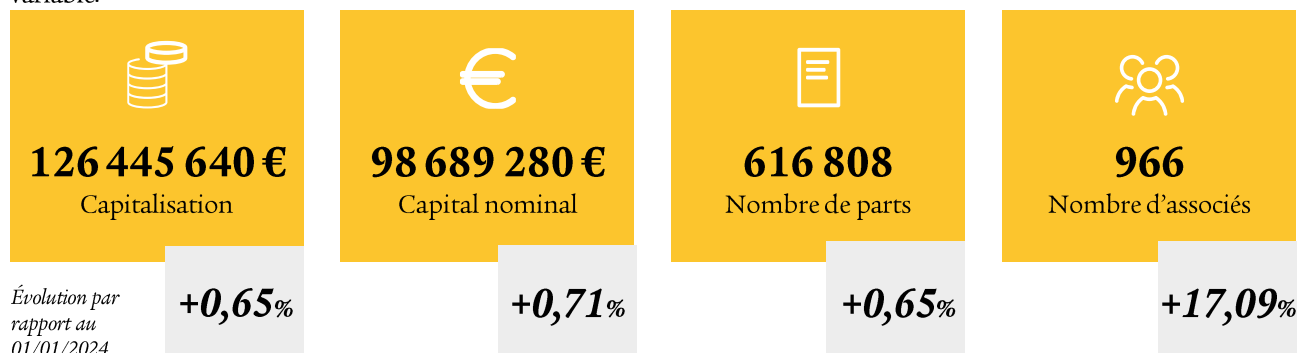 variable.
126 445 640 €
Capitalisation
98 689 280 €
Capital nominal
616 808
Nombre de parts
966
Nombre d’associés
Évolution par
rapport au
01/01/2024
+0,65%
+0,71%
+0,65%
+17,09%